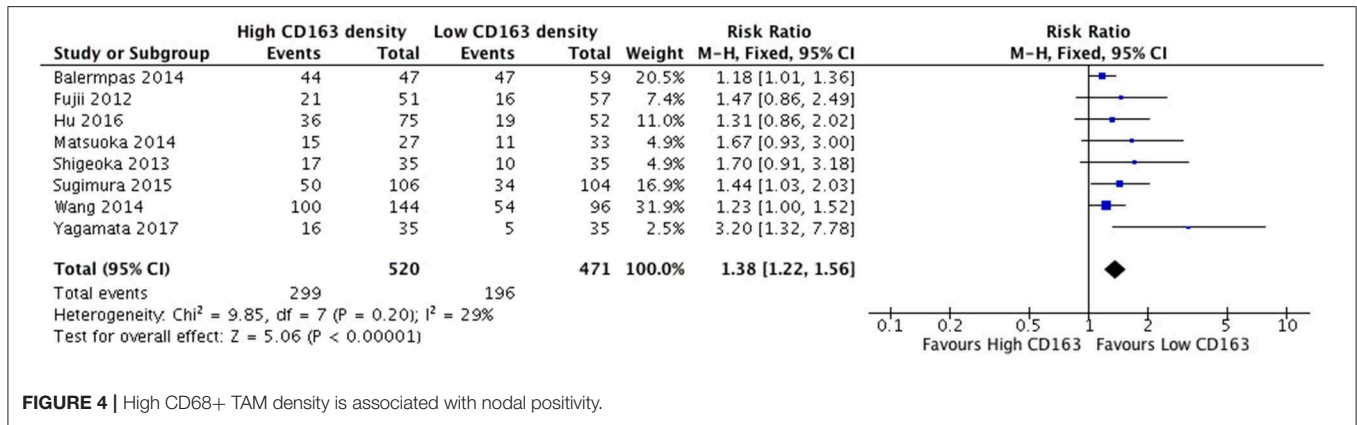 High CD163 density Low CD163 density Risk Ratio Risk Ratio
Study or Subgroup Events Total Events Total Weight M-H, Fixed, 95% CI M-H, Fixed, 95% CI
Balermpas 2014 44 47 47 59 20.5% 1.18 [1.01, 1.36]
Fujii 2012 21 51 16 57 7.4% 1.47 [0.86, 2.49]
Hu 2016 36 75 19 52 11.0% 1.31 [0.86, 2.02]
Matsuoka 2014 15 27 11 33 4.9% 1.67 [0.93, 3.00]
Shigeoka 2013 17 35 10 35 4.9% 1.70 [0.91, 3.18]
Sugimura 2015 50 106 34 104 16.9% 1.44 [1.03, 2.03]
Wang 2014 100 144 54 96 31.9% 1.23 [1.00, 1.52]
Yagamata 2017 16 35 5 35 2.5% 3.20 [1.32, 7.78]
Total (95% CI) 520 471 100.0% 1.38 [1.22, 1.56]
Total events 299 196
Heterogeneity: Chi² = 9.85, df = 7 (P = 0.20); I² = 29%
Test for overall effect: Z = 5.06 (P < 0.00001)
0.1 0.2 0.5 1 2 5 10
Favours High CD163 Favours Low CD163
FIGURE 4 | High CD68+ TAM density is associated with nodal positivity.